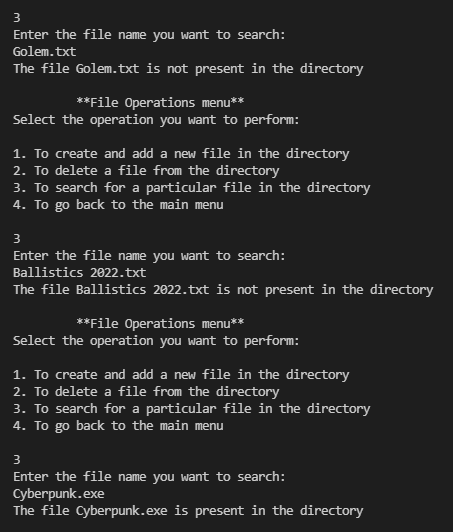 3
Enter the file name you want to search:
Golem.txt
The file Golem.txt is not present in the directory
**File Operations menu**
Select the operation you want to perform:
1. To create and add a new file in the directory
2. To delete a file from the directory
3. To search for a particular file in the directory
4. To go back to the main menu
3
Enter the file name you want to search:
Ballistics 2022.txt
The file Ballistics 2022.txt is not present in the directory
**File Operations menu**
Select the operation you want to perform:
1. To create and add a new file in the directory
2. To delete a file from the directory
3. To search for a particular file in the directory
4. To go back to the main menu
3
Enter the file name you want to search:
Cyberpunk.exe
The file Cyberpunk.exe is present in the directory